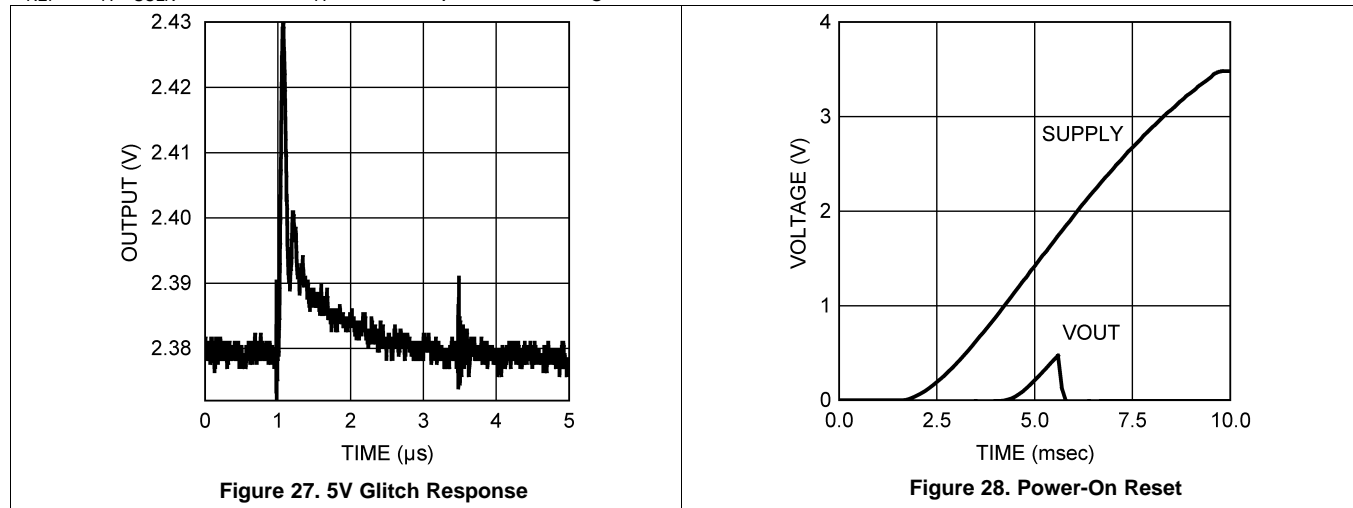 2.43
2.42
2.41
2.40
2.39
2.38
OUTPUT (V)
0 1 2 3 4 5
TIME (µs)
Figure 27. 5V Glitch Response
4
3
2
1
0
VOLTAGE (V)
SUPPLY
VOUT
0.0 2.5 5.0 7.5 10.0
TIME (msec)
Figure 28. Power-On Reset